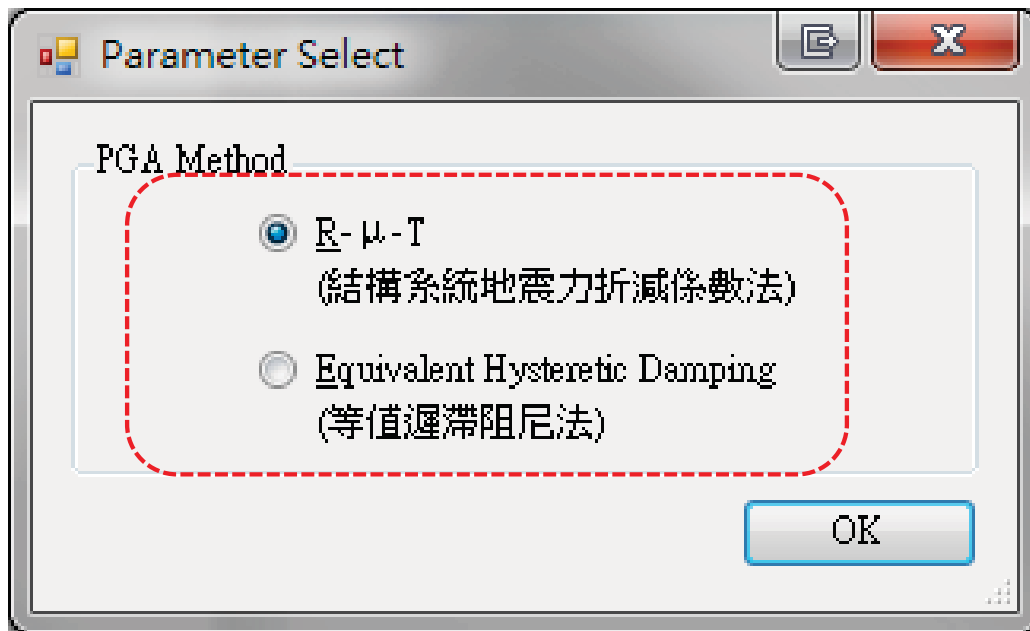 Parameter Select
PGA Method
R-μ-T
(結構系統地震力折減係數法)
Equivalent Hysteretic Damping
(等值遲滯阻尼法)
OK